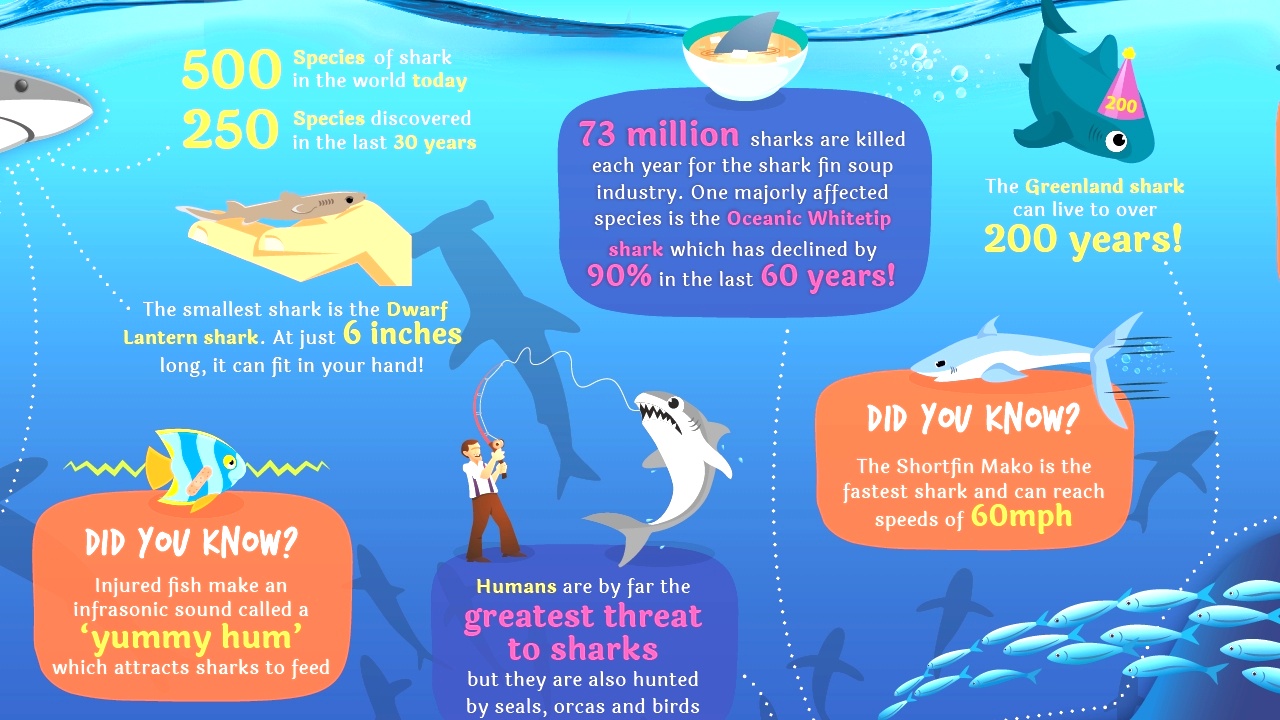 500 Species of shark
in the world today
250 Species discovered
in the last 30 years
The smallest shark is the Dwarf
Lantern shark. At just 6 inches
long, it can fit in your hand!
73 million sharks are killed
each year for the shark fin soup
industry. One majorly affected
species is the Oceanic Whitetip
shark which has declined by
90% in the last 60 years!
200
The Greenland shark
can live to over
200 years!
DID YOU KNOW?
The Shortfin Mako is the
fastest shark and can reach
speeds of 60mph
DID YOU KNOW?
Injured fish make an
infrasonic sound called a
‘yummy hum’
which attracts sharks to feed
Humans are by far the
greatest threat
to sharks
but they are also hunted
by seals, orcas and birds